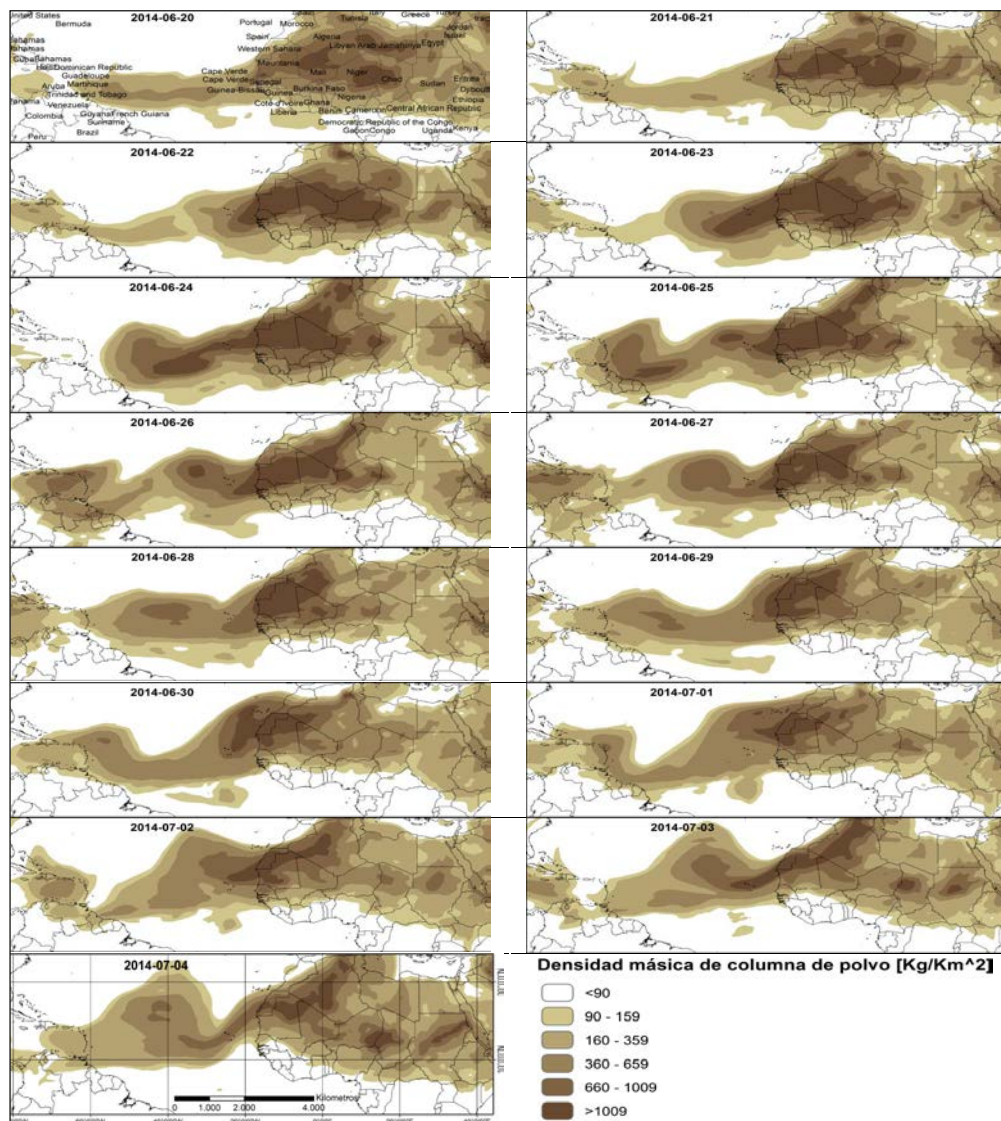 2014-06-20
United States
Bermuda
Portugal
Morocco
Tunisia
Greece
Spain
Algeria
Jordan
Israel
Western Sahara
Libyan Arab Jamahiriya
Egypt
Bahamas
Dominican Republic
Mauritania
Guadeloupe
Cape Verde
Mali
Niger
Chad
Aruba
Martinique
Cape Verde
Senegal
Burkina Faso
Sudan
Eritrea
Trinidad and Tobago
Guinea-Bissau
Guinea
Nigeria
Djibouti
Panama
Venezuela
Cote d'Ivoire
Ghana
Ethiopia
Colombia
Guyana
French Guiana
Liberia
Benin
Cameroon
Central African Republic
Suriname
Democratic Republic of the Congo
Peru
Brazil
Gabon
Congo
Uganda
Kenya
2014-06-21
2014-06-22
2014-06-23
2014-06-24
2014-06-25
2014-06-26
2014-06-27
2014-06-28
2014-06-29
2014-06-30
2014-07-01
2014-07-02
2014-07-03
2014-07-04
0 1.000 2.000 4.000 Kilometros
Densidad másica de columna de polvo [Kg/Km^2]
<90
90 - 159
160 - 359
360 - 659
660 - 1009
>1009